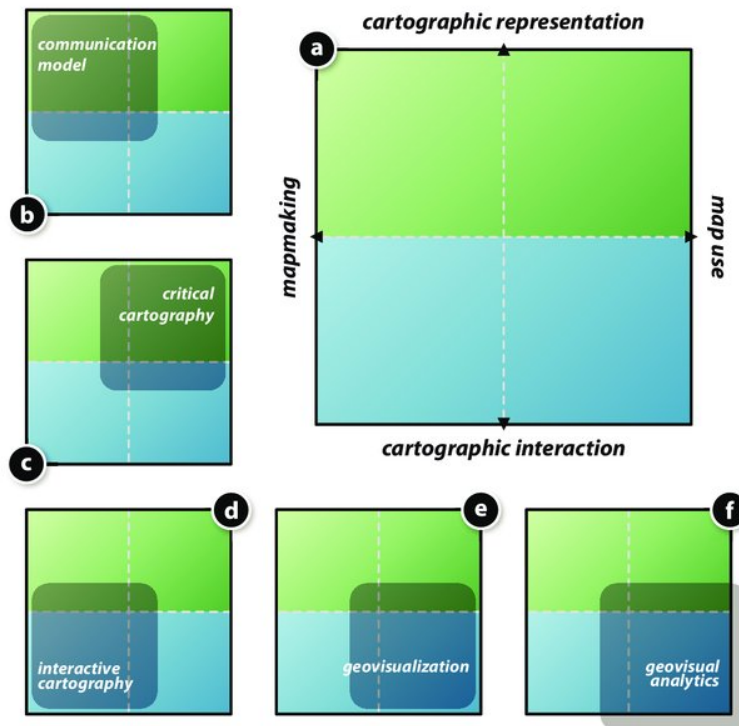 cartographic representation
a
mapmaking
map use
cartographic interaction
communication
model
b
critical
cartography
c
d
interactive
cartography
e
geovisualization
f
geovisual
analytics